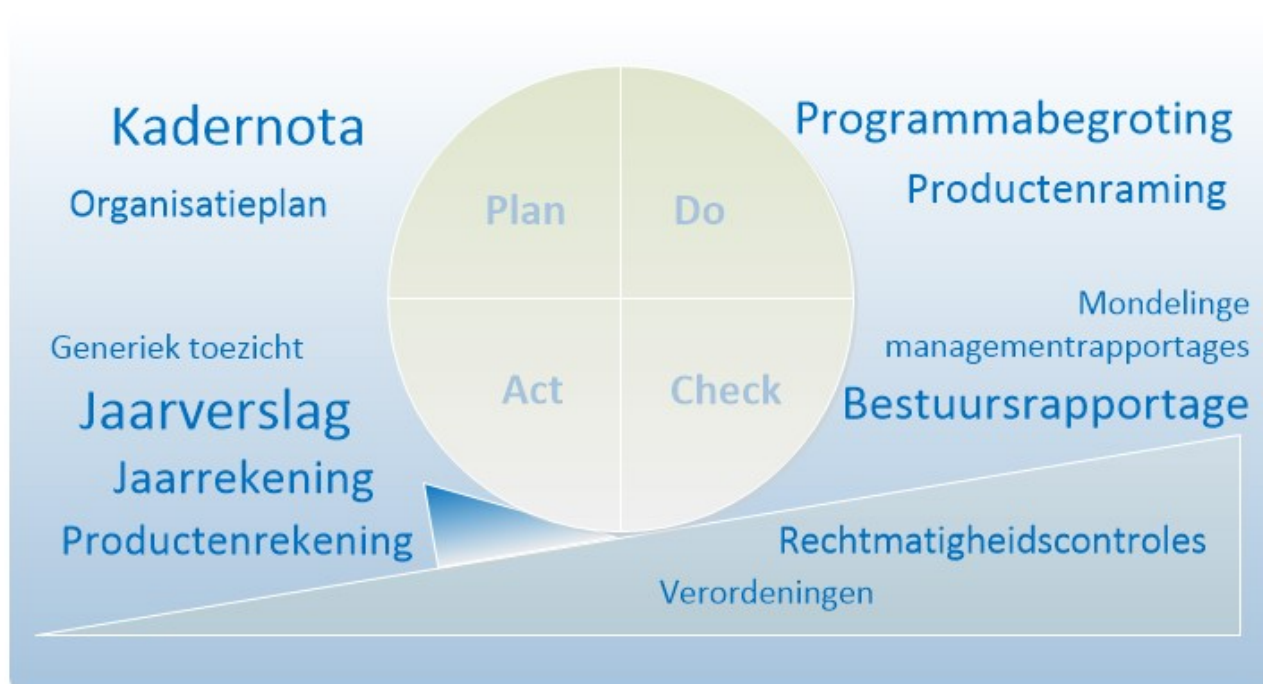 Kadernota
Organisatieplan
Programmabegroting
Productenraming
Plan
Do
Act
Check
Generiek toezicht
Jaarverslag
Jaarrekening
Productenrekening
Mondelinge
managementrapportages
Bestuursrapportage
Rechtmatigheidscontroles
Verordeningen